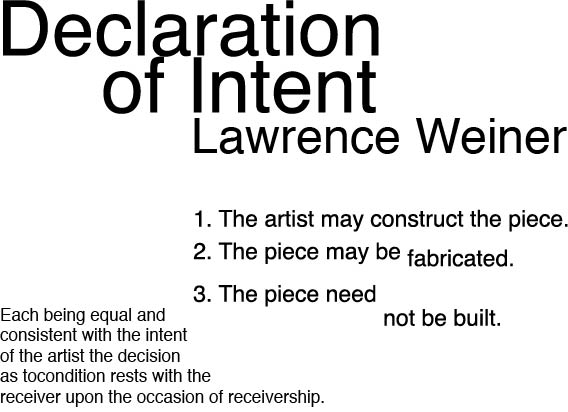 Declaration
of Intent
Lawrence Weiner
1. The artist may construct the piece.
2. The piece may be fabricated.
3. The piece need
not be built.
Each being equal and
consistent with the intent
of the artist the decision
as tocondition rests with the
receiver upon the occasion of receivership.